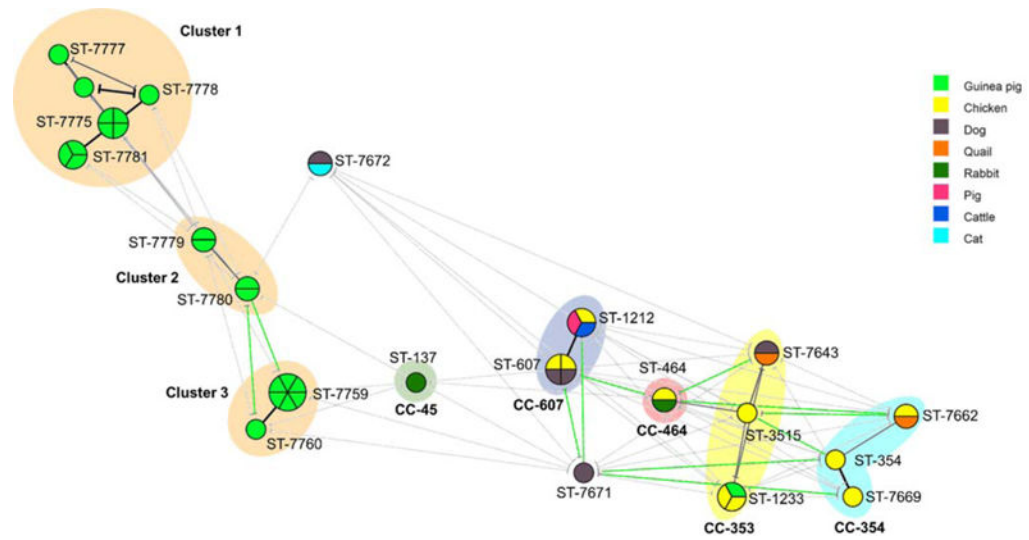 Cluster 1
ST-7777
ST-7778
ST-7775
ST-7781
Guinea pig
Chicken
Dog
Quail
Rabbit
Pig
Cattle
Cat
ST-7672
ST-7779
Cluster 2
ST-7780
ST-1212
ST-137
ST-607
ST-464
ST-7643
Cluster 3
ST-7759
CC-45
CC-607
CC-464
ST-7662
ST-3515
ST-7760
ST-354
ST-7671
ST-1233
ST-7669
CC-353
CC-354